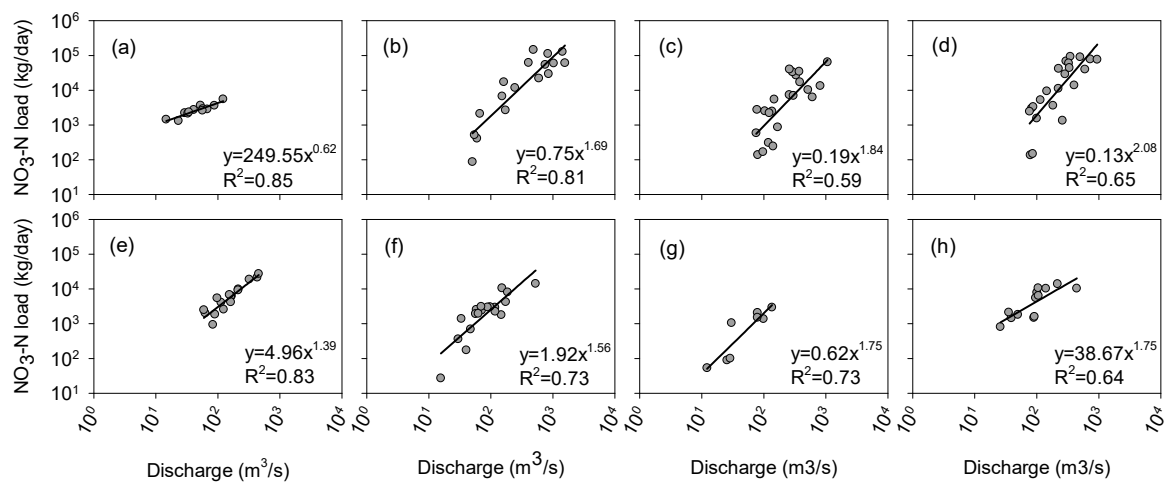 NO3-N load (kg/day)
10^6
10^5
10^4
10^3
10^2
10^1
(a)
y=249.55x^0.62
R^2=0.85
(b)
y=0.75x^1.69
R^2=0.81
(c)
y=0.19x^1.84
R^2=0.59
(d)
y=0.13x^2.08
R^2=0.65
NO3-N load (kg/day)
10^6
10^5
10^4
10^3
10^2
10^1
(e)
y=4.96x^1.39
R^2=0.83
(f)
y=1.92x^1.56
R^2=0.73
(g)
y=0.62x^1.75
R^2=0.73
(h)
y=38.67x^1.75
R^2=0.64
10^0 10^1 10^2 10^3 10^4
10^0 10^1 10^2 10^3 10^4
10^0 10^1 10^2 10^3 10^4
10^0 10^1 10^2 10^3 10^4
Discharge (m^3/s)
Discharge (m^3/s)
Discharge (m3/s)
Discharge (m3/s)